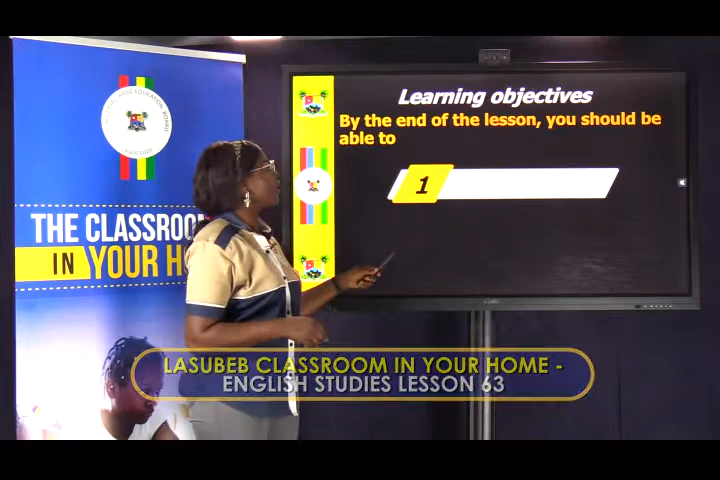 Learning objectives
By the end of the lesson, you should be
able to
1
THE CLASSROOM
IN YOUR H
LASUBEB CLASSROOM IN YOUR HOME -
ENGLISH STUDIES LESSON 63